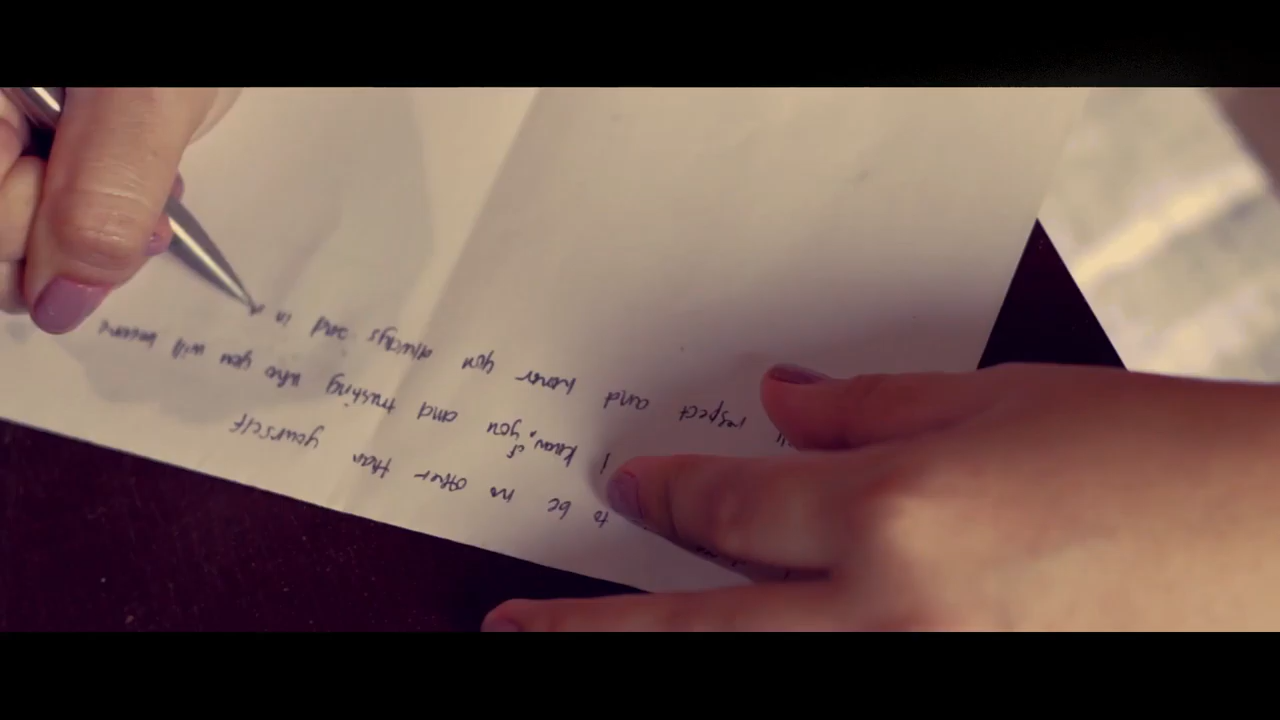 to be no other than yourself
i know, of you and trusting who you will become
respect and honor you always and in